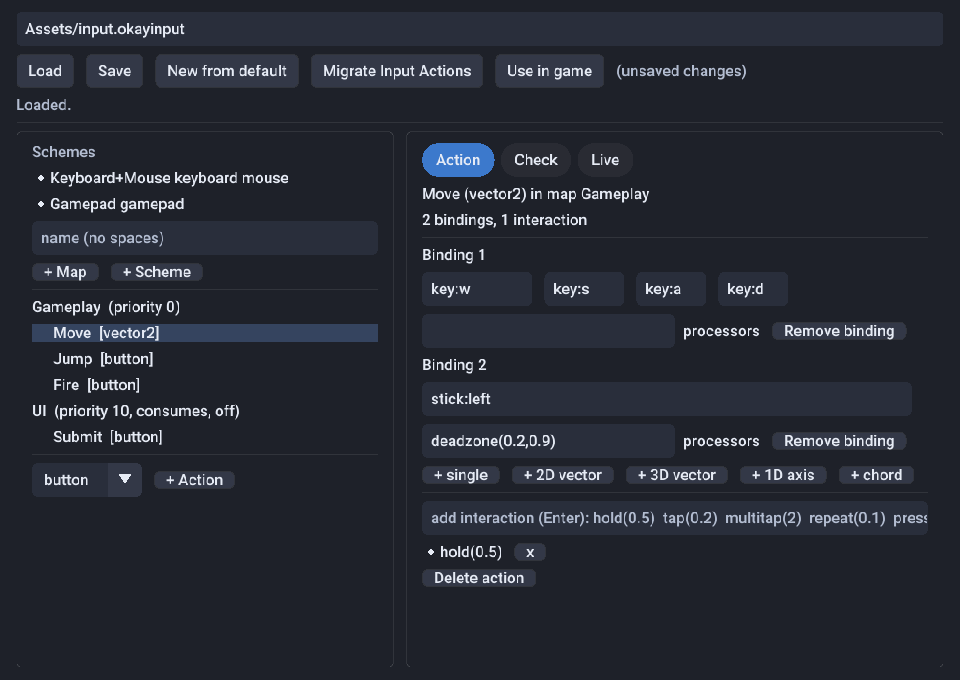 Assets/input.okayinput
Load Save New from default Migrate Input Actions Use in game (unsaved changes)
Loaded.
Schemes
Keyboard+Mouse keyboard mouse
Gamepad gamepad
name (no spaces)
+ Map + Scheme
Gameplay (priority 0)
Move [vector2]
Jump [button]
Fire [button]
UI (priority 10, consumes, off)
Submit [button]
button + Action
Action Check Live
Move (vector2) in map Gameplay
2 bindings, 1 interaction
Binding 1
key:w key:s key:a key:d
processors Remove binding
Binding 2
stick:left
deadzone(0.2,0.9) processors Remove binding
+ single + 2D vector + 3D vector + 1D axis + chord
add interaction (Enter): hold(0.5) tap(0.2) multitap(2) repeat(0.1) press
hold(0.5) x
Delete action